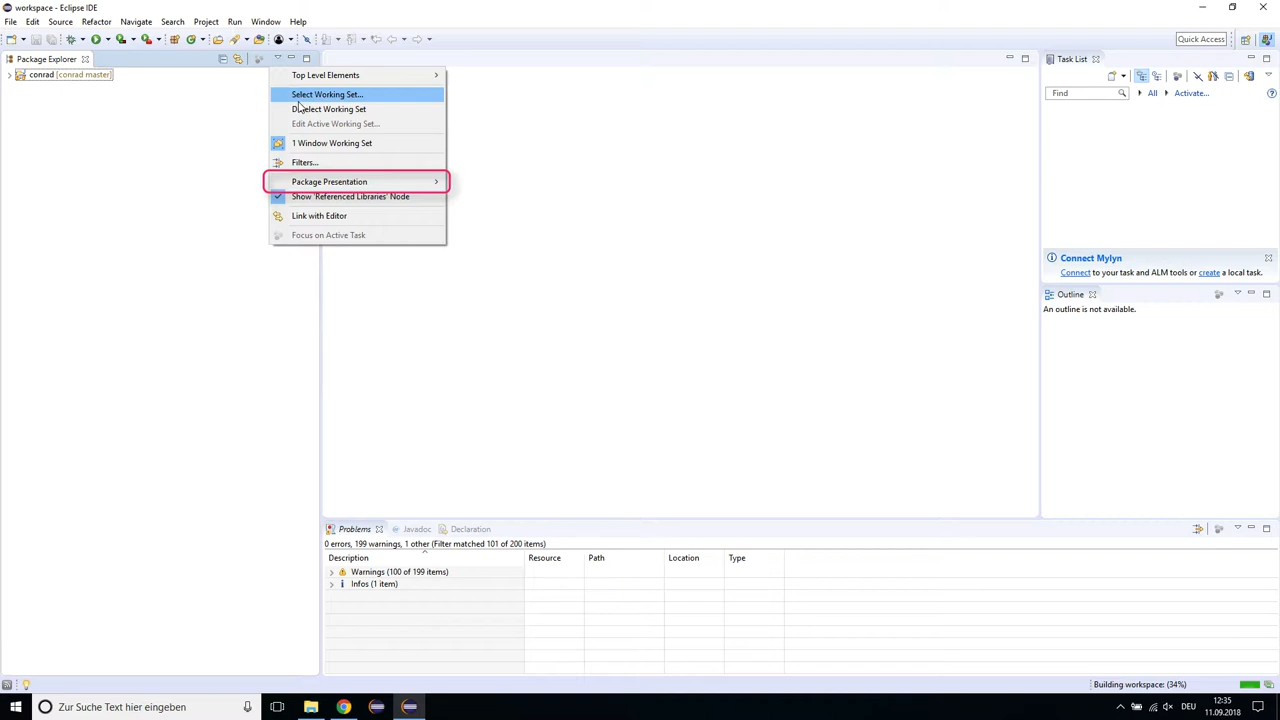 workspace - Eclipse IDE
File Edit Source Refactor Navigate Search Project Run Window Help
Quick Access
Package Explorer
conrad [conrad master]
Top Level Elements
Select Working Set...
Deselect Working Set
Edit Active Working Set...
1 Window Working Set
Filters...
Package Presentation
Show 'Referenced Libraries' Node
Link with Editor
Focus on Active Task
Task List
Find All Activate...
Connect Mylyn
Connect to your task and ALM tools or create a local task.
Outline
An outline is not available.
Problems Javadoc Declaration
0 errors, 199 warnings, 1 other (Filter matched 101 of 200 items)
Description Resource Path Location Type
Warnings (100 of 199 items)
Infos (1 item)
Building workspace: (34%)
Zur Suche Text hier eingeben
DEU
12:35
11.09.2018